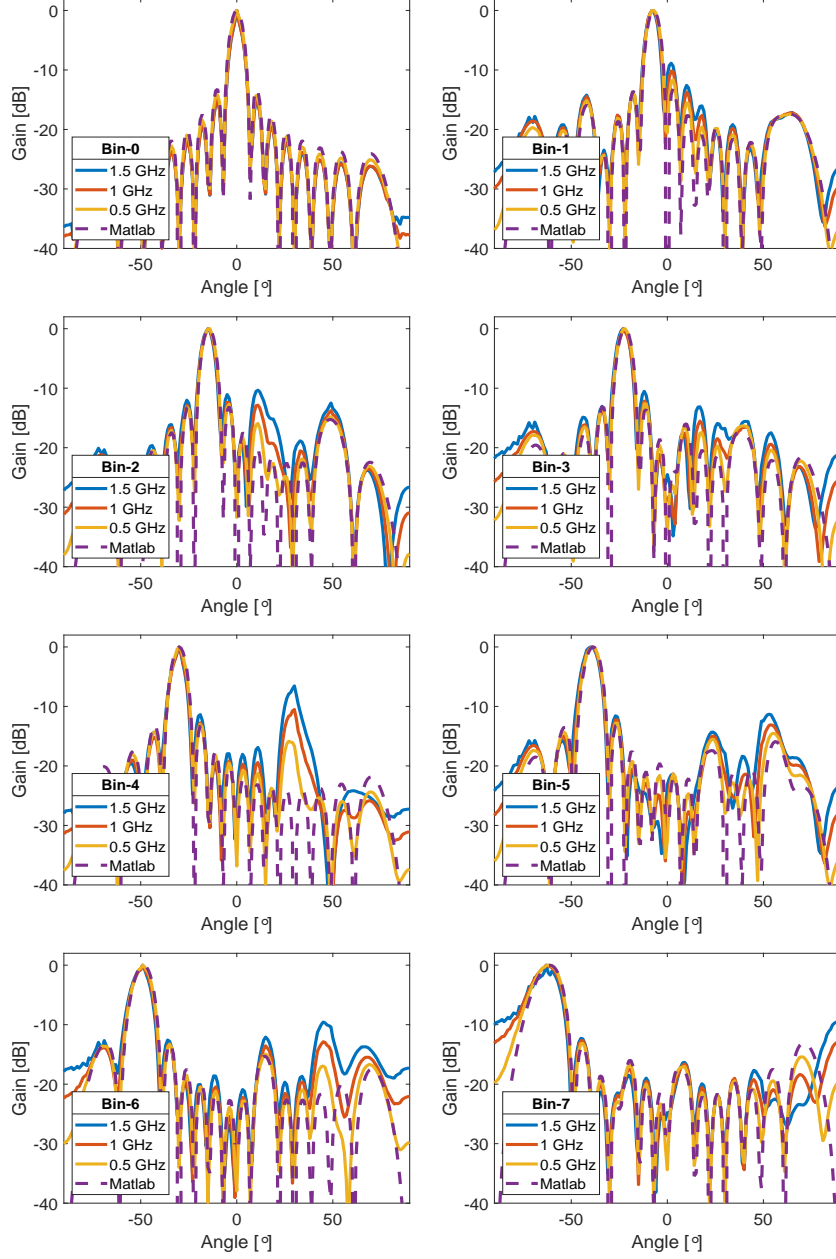 0
-10
-20
-30
-40
Gain [dB]
Bin-0
1.5 GHz
1 GHz
0.5 GHz
Matlab
-50
0
50
Angle [°]
0
-10
-20
-30
-40
Gain [dB]
Bin-1
1.5 GHz
1 GHz
0.5 GHz
Matlab
-50
0
50
Angle [°]
0
-10
-20
-30
-40
Gain [dB]
Bin-2
1.5 GHz
1 GHz
0.5 GHz
Matlab
-50
0
50
Angle [°]
0
-10
-20
-30
-40
Gain [dB]
Bin-3
1.5 GHz
1 GHz
0.5 GHz
Matlab
-50
0
50
Angle [°]
0
-10
-20
-30
-40
Gain [dB]
Bin-4
1.5 GHz
1 GHz
0.5 GHz
Matlab
-50
0
50
Angle [°]
0
-10
-20
-30
-40
Gain [dB]
Bin-5
1.5 GHz
1 GHz
0.5 GHz
Matlab
-50
0
50
Angle [°]
0
-10
-20
-30
-40
Gain [dB]
Bin-6
1.5 GHz
1 GHz
0.5 GHz
Matlab
-50
0
50
Angle [°]
0
-10
-20
-30
-40
Gain [dB]
Bin-7
1.5 GHz
1 GHz
0.5 GHz
Matlab
-50
0
50
Angle [°]